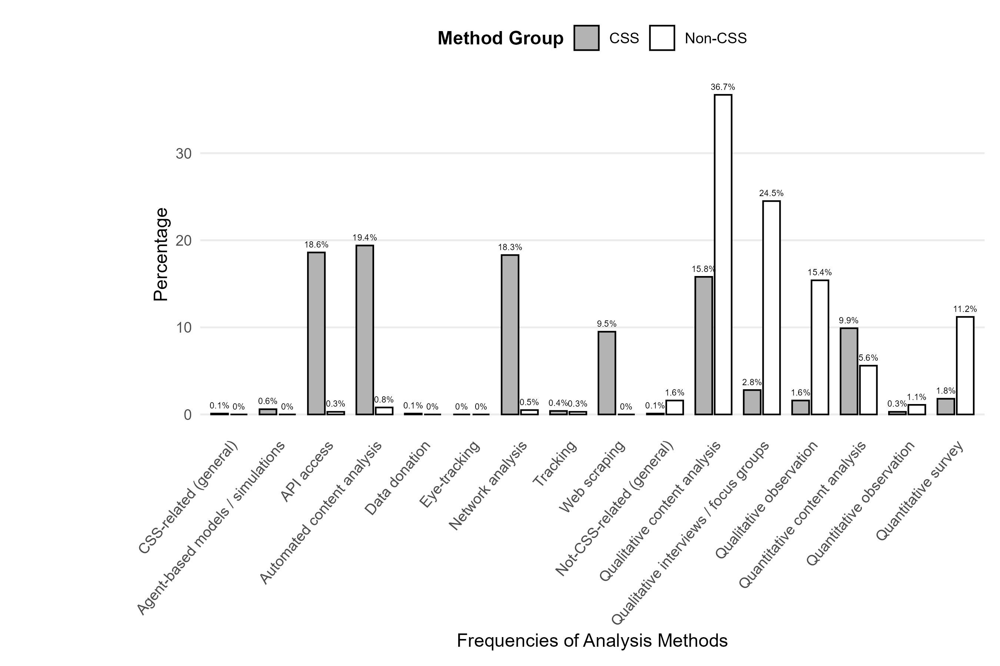 Method Group CSS Non-CSS
Percentage
30
20
10
0
0.1% 0%
0.6% 0%
18.6% 0.3%
19.4% 0.8%
0.1% 0%
0% 0%
18.3% 0.5%
0.4% 0.3%
9.5% 0%
0.1% 1.6%
15.8% 36.7%
2.8% 24.5%
1.6% 15.4%
9.9% 5.6%
0.3% 1.1%
1.8% 11.2%
CSS-related (general)
Agent-based models / simulations
API access
Automated content analysis
Data donation
Eye-tracking
Network analysis
Tracking
Web scraping
Not-CSS-related (general)
Qualitative content analysis
Qualitative interviews / focus groups
Qualitative observation
Quantitative content analysis
Quantitative observation
Quantitative survey
Frequencies of Analysis Methods